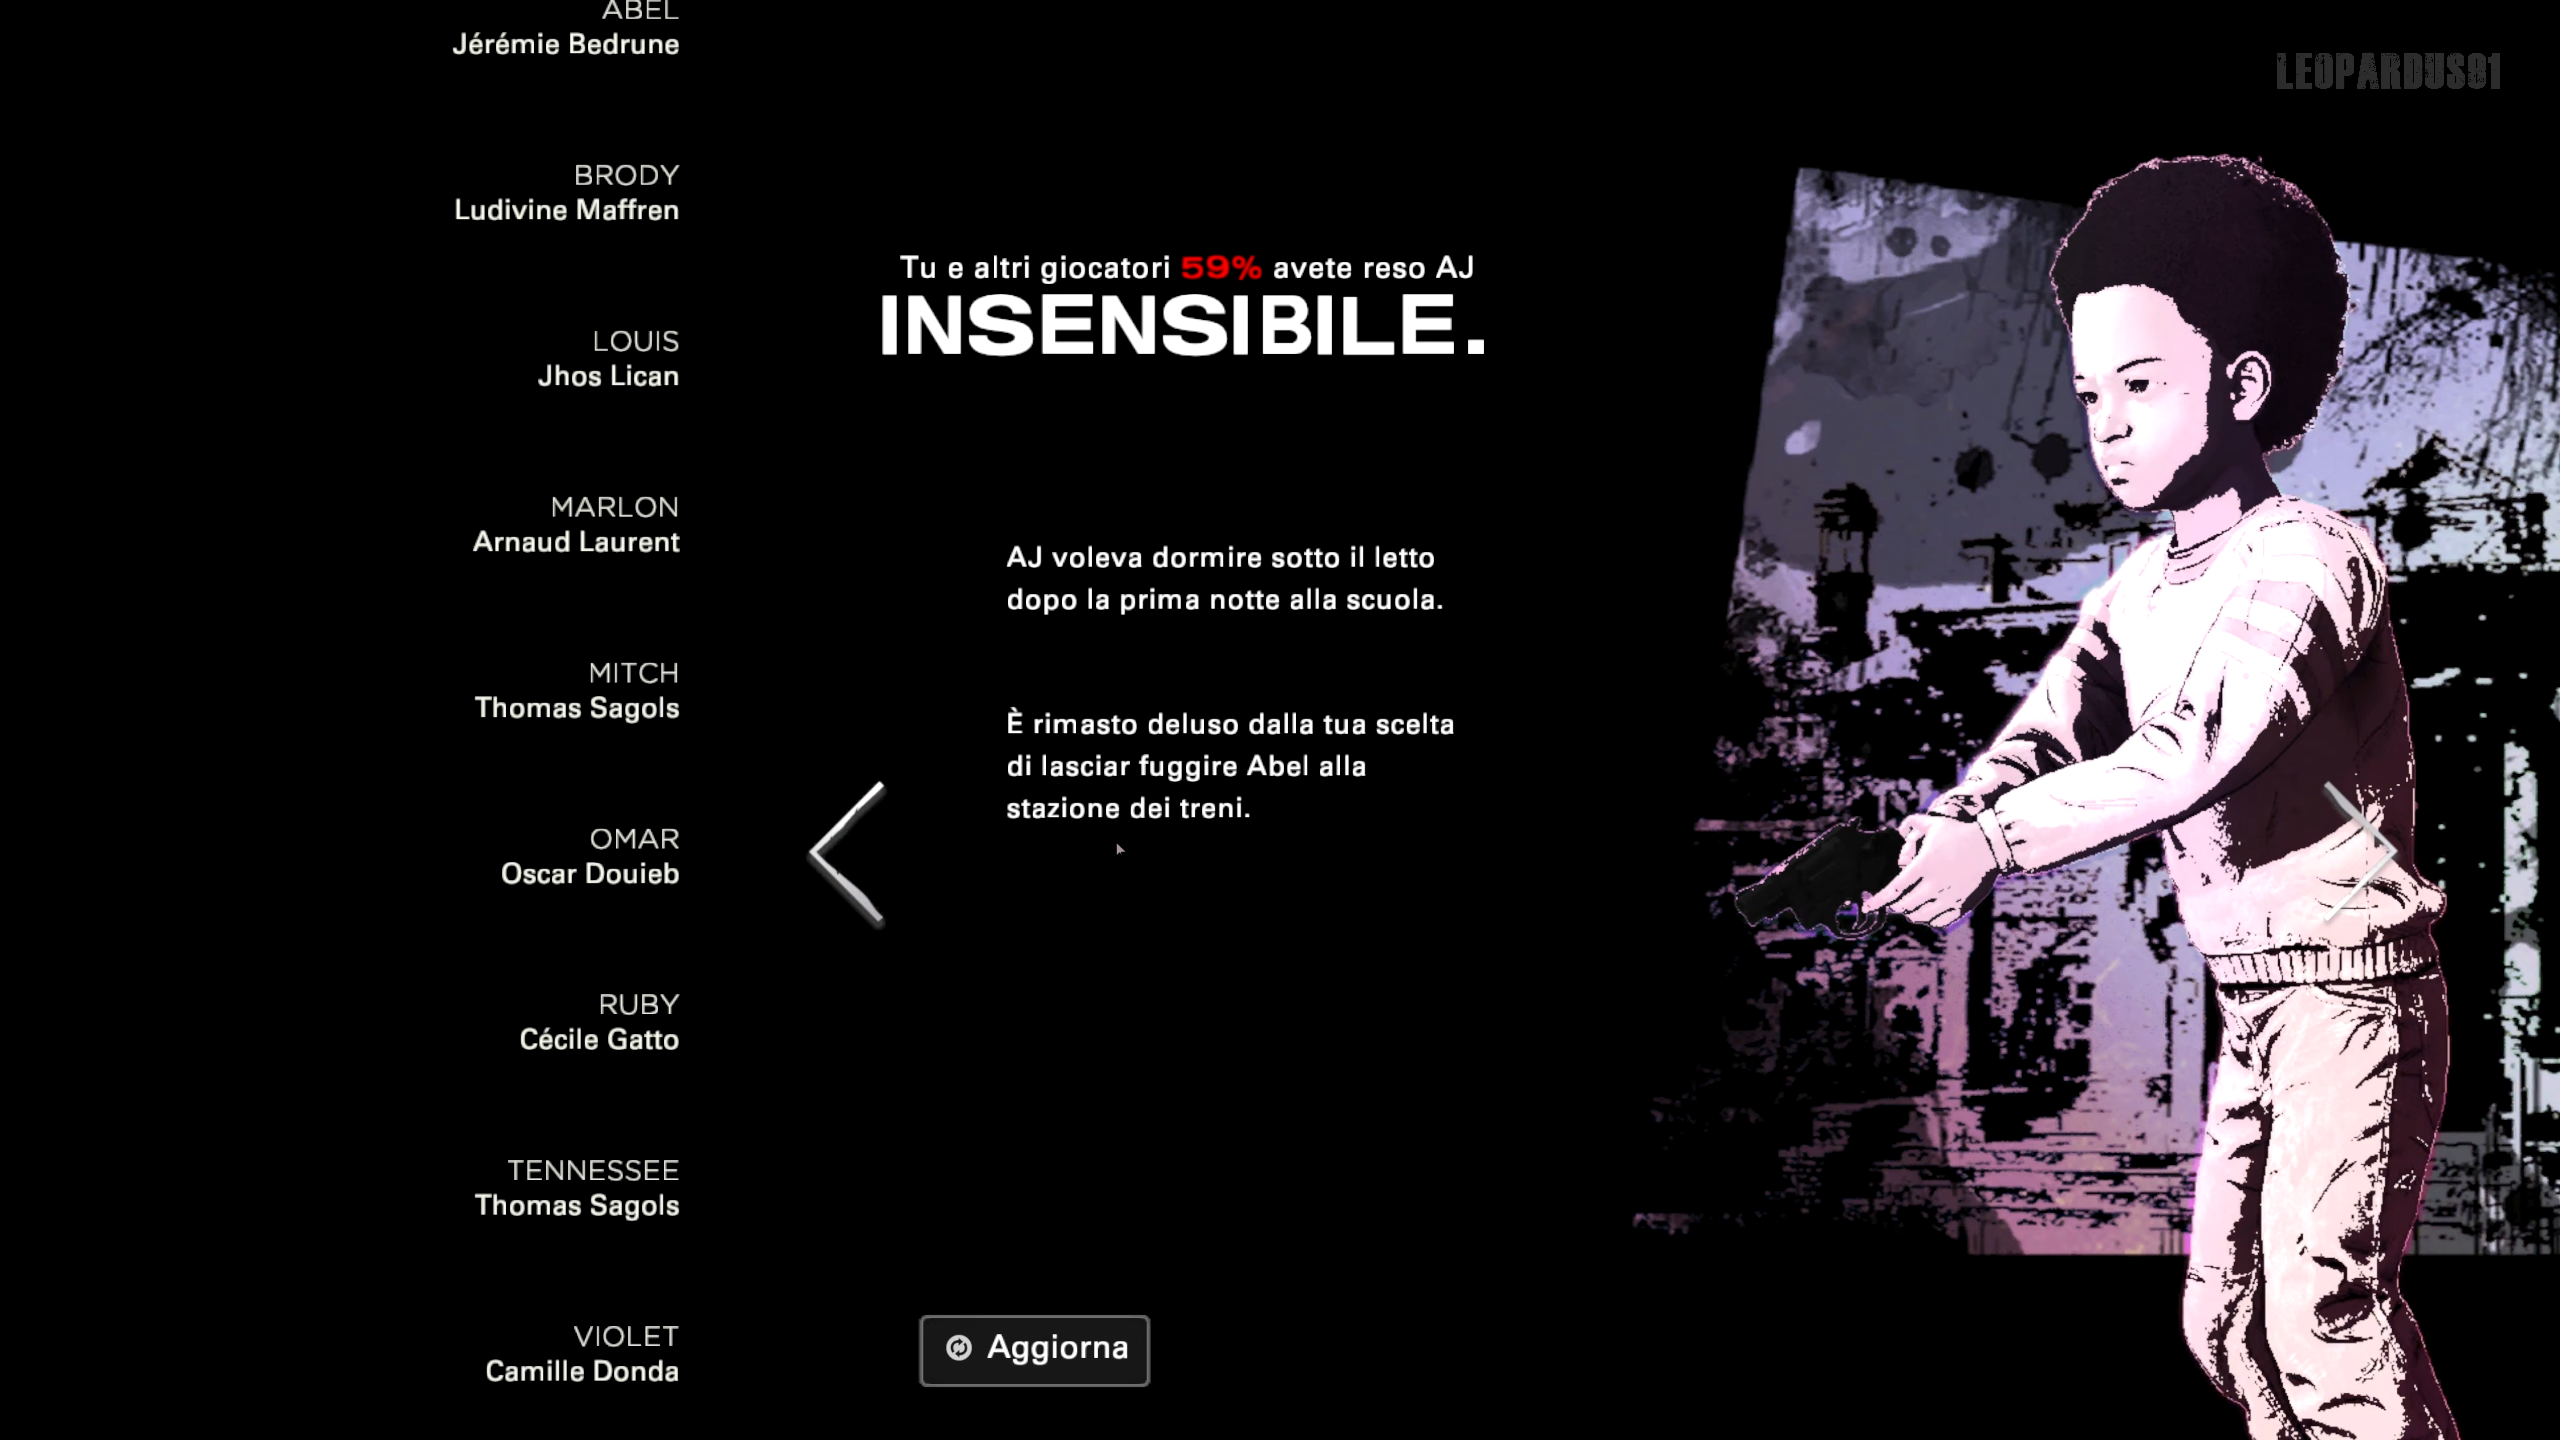 ABEL
Jérémie Bedrune
BRODY
Ludivine Maffren
LOUIS
Jhos Lican
MARLON
Arnaud Laurent
MITCH
Thomas Sagols
OMAR
Oscar Douieb
RUBY
Cécile Gatto
TENNESSEE
Thomas Sagols
VIOLET
Camille Donda
Tu e altri giocatori 59% avete reso AJ
INSENSIBILE.
AJ voleva dormire sotto il letto
dopo la prima notte alla scuola.
È rimasto deluso dalla tua scelta
di lasciar fuggire Abel alla
stazione dei treni.
Aggiorna
LEOPARDUS91